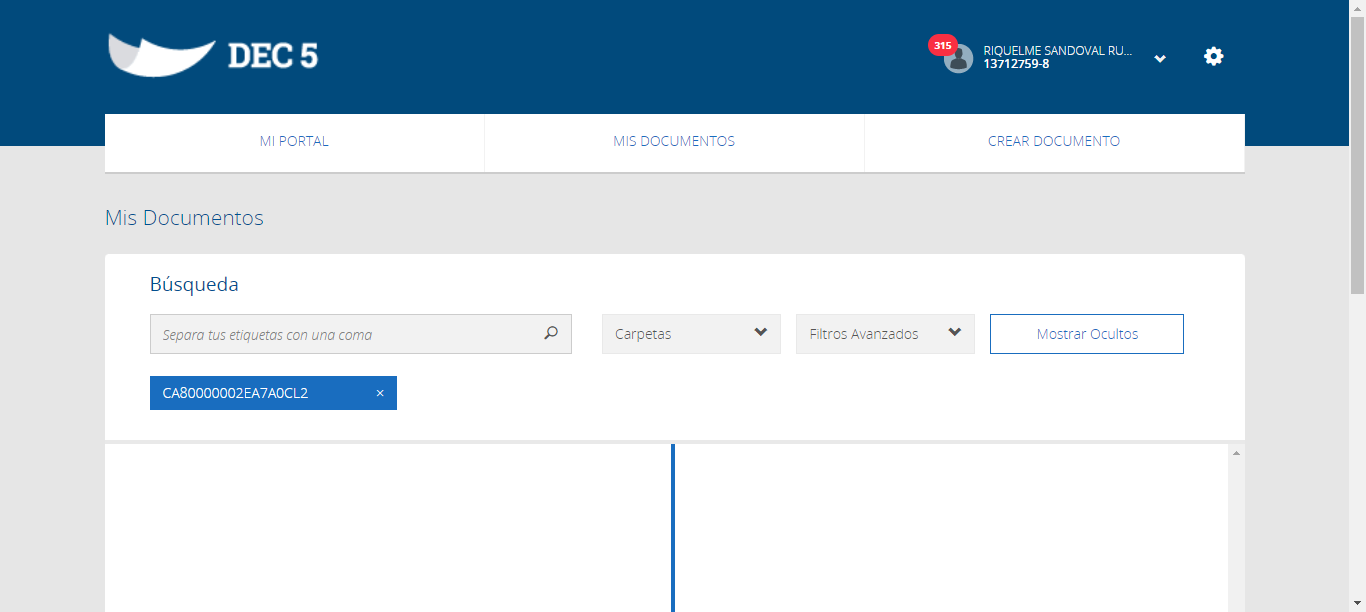 DEC 5
315
RIQUELME SANDOVAL RU...
13712759-8
MI PORTAL
MIS DOCUMENTOS
CREAR DOCUMENTO
Mis Documentos
Búsqueda
Separa tus etiquetas con una coma
Carpetas
Filtros Avanzados
Mostrar Ocultos
CA80000002EA7A0CL2 ×